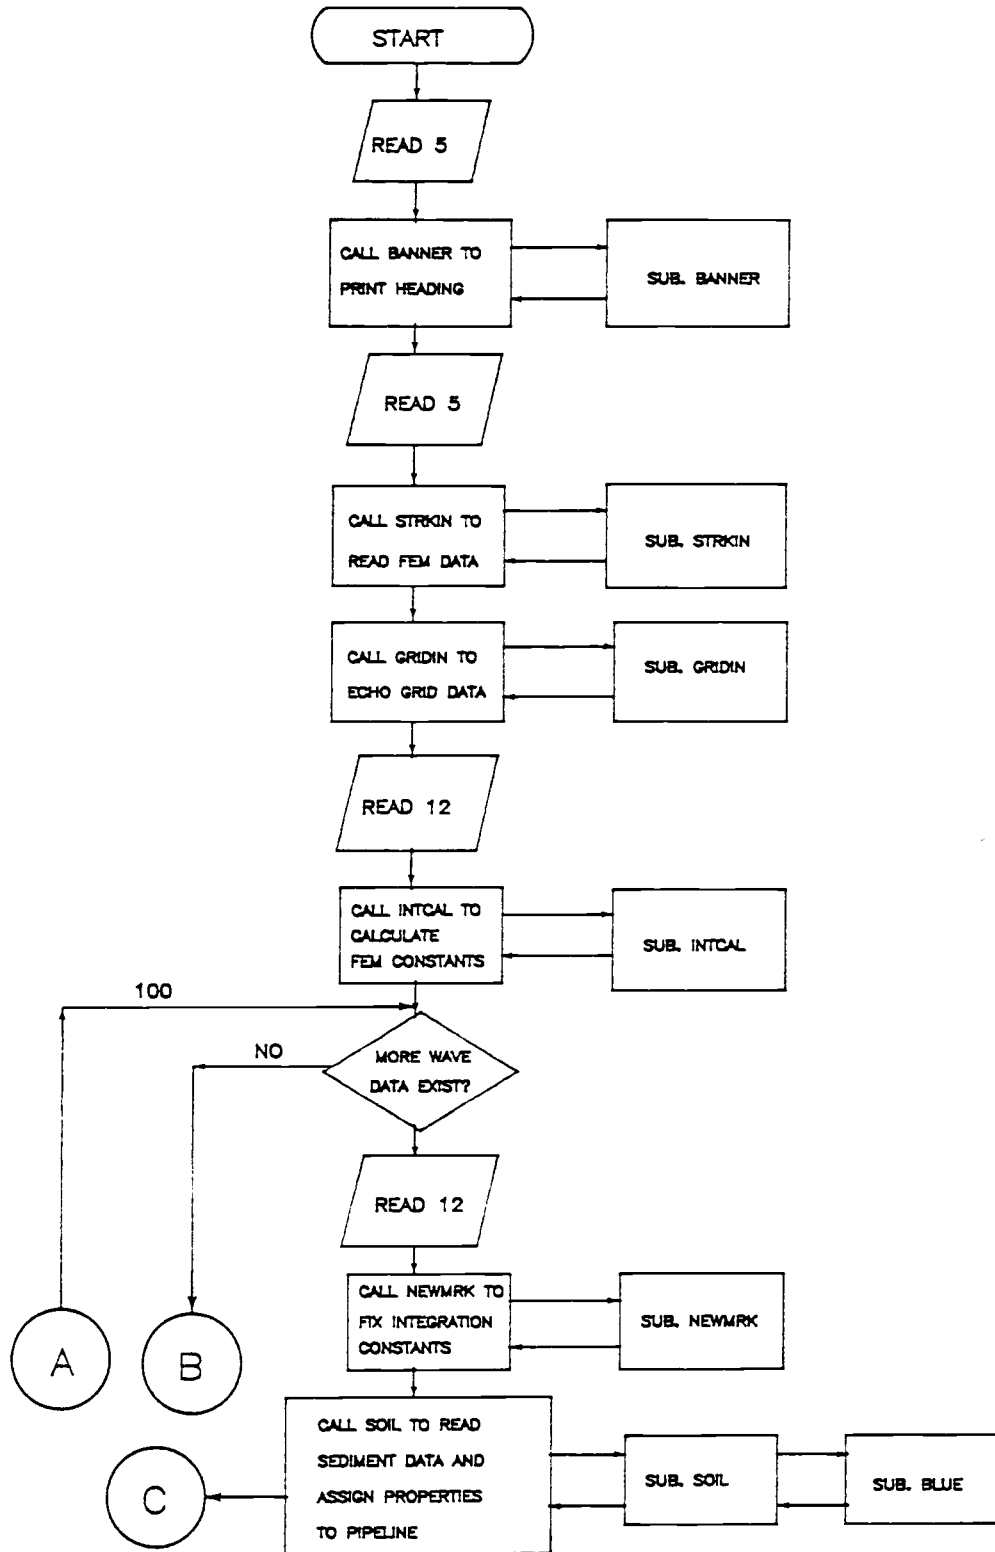 START
READ 5
CALL BANNER TO
PRINT HEADING
SUB. BANNER
READ 5
CALL STRKIN TO
READ FEM DATA
SUB. STRKIN
CALL GRIDIN TO
ECHO GRID DATA
SUB. GRIDIN
READ 12
CALL INTCAL TO
CALCULATE
FEM CONSTANTS
SUB. INTCAL
100
NO
MORE WAVE
DATA EXIST?
READ 12
CALL NEWMRK TO
FIX INTEGRATION
CONSTANTS
SUB. NEWMRK
A
B
CALL SOIL TO READ
SEDIMENT DATA AND
ASSIGN PROPERTIES
TO PIPELINE
SUB. SOIL
SUB. BLUE
C